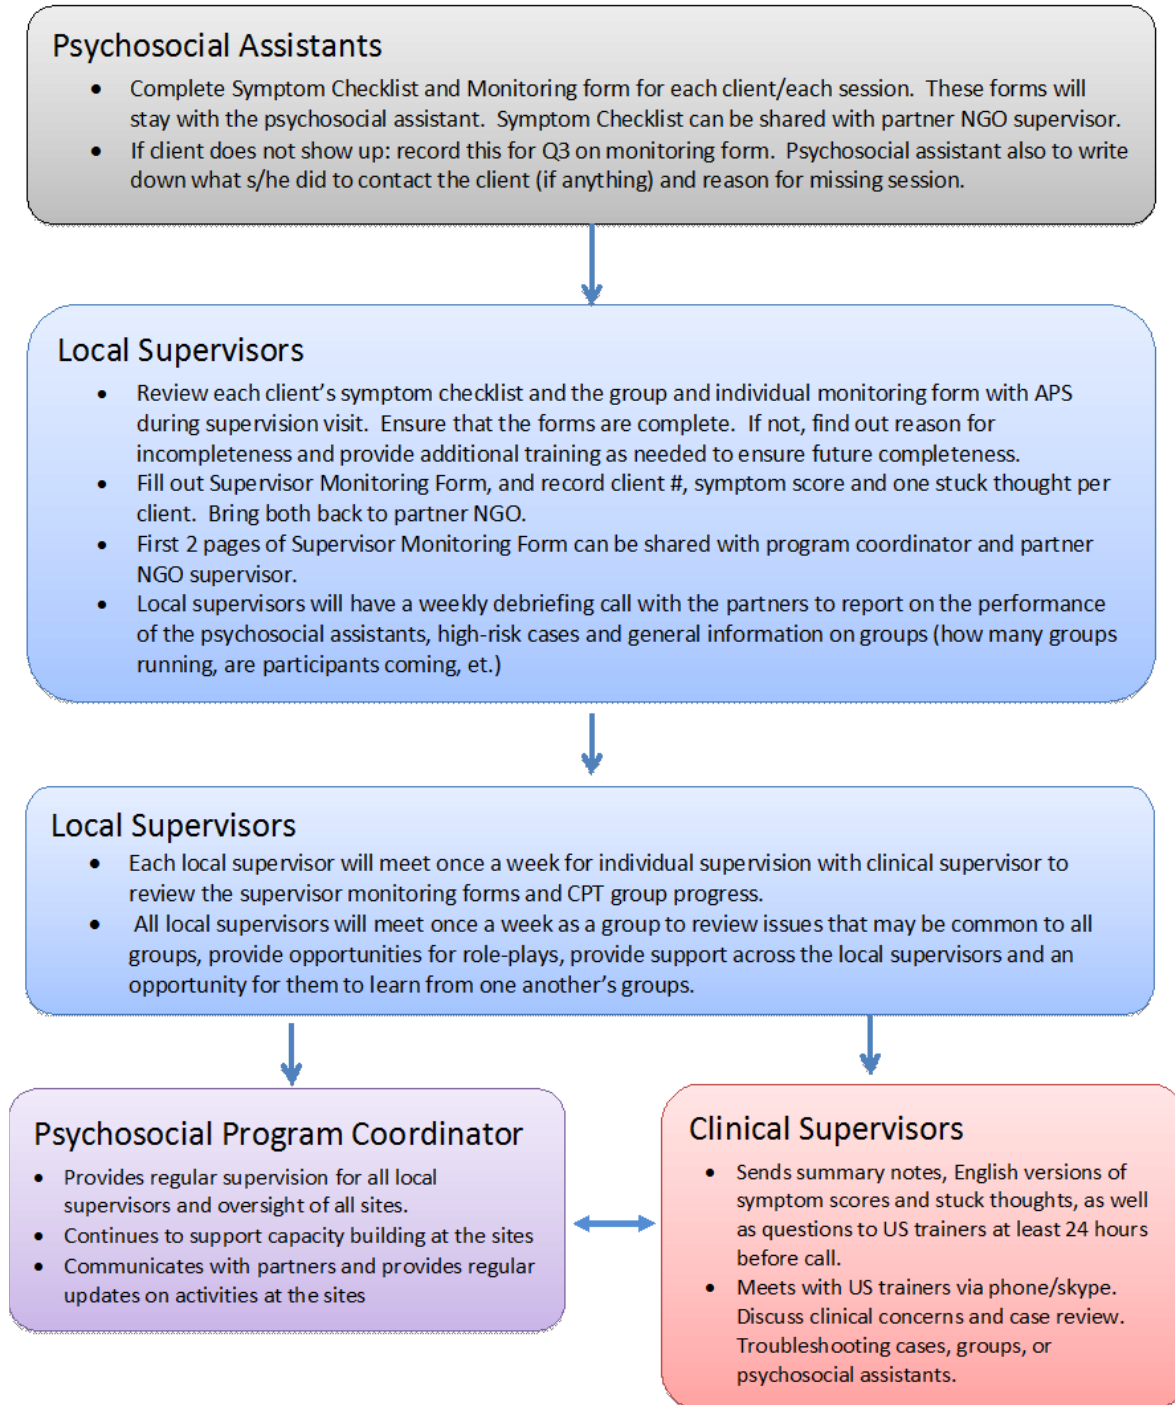 Psychosocial Assistants
• Complete Symptom Checklist and Monitoring form for each client/each session.  These forms will
stay with the psychosocial assistant.  Symptom Checklist can be shared with partner NGO supervisor.
• If client does not show up: record this for Q3 on monitoring form.  Psychosocial assistant also to write
down what s/he did to contact the client (if anything) and reason for missing session.
Local Supervisors
• Review each client’s symptom checklist and the group and individual monitoring form with APS
during supervision visit.  Ensure that the forms are complete.  If not, find out reason for
incompleteness and provide additional training as needed to ensure future completeness.
• Fill out Supervisor Monitoring Form, and record client #, symptom score and one stuck thought per
client.  Bring both back to partner NGO.
• First 2 pages of Supervisor Monitoring Form can be shared with program coordinator and partner
NGO supervisor.
• Local supervisors will have a weekly debriefing call with the partners to report on the performance
of the psychosocial assistants, high-risk cases and general information on groups (how many groups
running, are participants coming, et.)
Local Supervisors
• Each local supervisor will meet once a week for individual supervision with clinical supervisor to
review the supervisor monitoring forms and CPT group progress.
• All local supervisors will meet once a week as a group to review issues that may be common to all
groups, provide opportunities for role-plays, provide support across the local supervisors and an
opportunity for them to learn from one another’s groups.
Psychosocial Program Coordinator
• Provides regular supervision for all local
supervisors and oversight of all sites.
• Continues to support capacity building at the sites
• Communicates with partners and provides regular
updates on activities at the sites
Clinical Supervisors
• Sends summary notes, English versions of
symptom scores and stuck thoughts, as well
as questions to US trainers at least 24 hours
before call.
• Meets with US trainers via phone/skype.
Discuss clinical concerns and case review.
Troubleshooting cases, groups, or
psychosocial assistants.